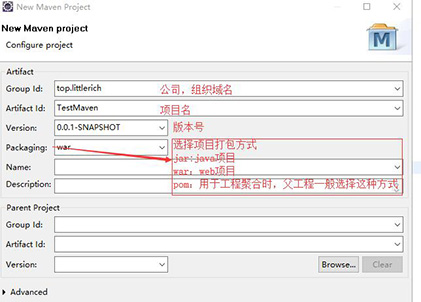 New Maven project
New Maven project
Configure project
M
Artifact
Group Id: top.littlerich 公司，组织域名
Artifact Id: TestMaven 项目名
Version: 0.0.1-SNAPSHOT 版本号
Packaging: war 选择项目打包方式
jar:java项目
Name: war: web项目
Description: pom: 用于工程聚合时，父工程一般选择这种方式
Parent Project
Group Id:
Artifact Id:
Version: Browse... Clear
Advanced